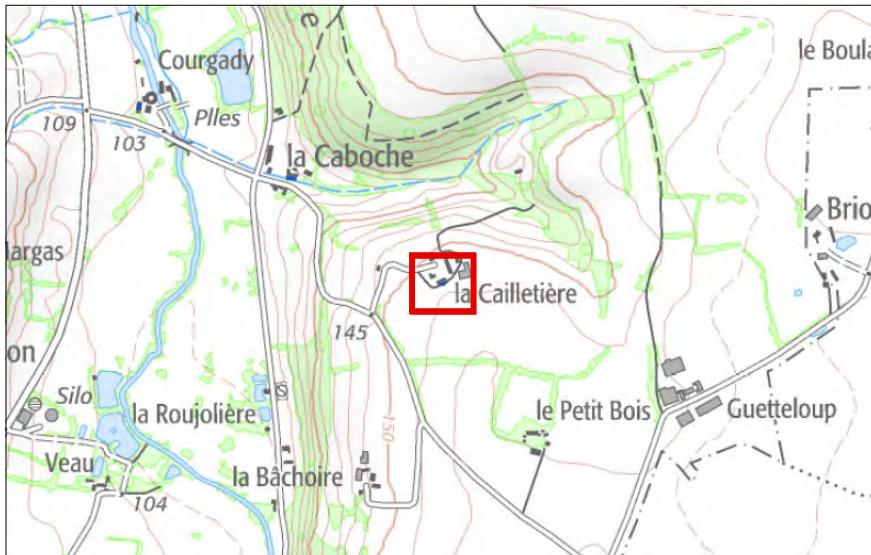 le Boula
Courgady
Plles
109
103
la Caboche
Brio
largas
la Cailletière
145
on
Silo
la Roujolière
150
le Petit Bois
Guetteloup
Veau
la Bâchoire
104